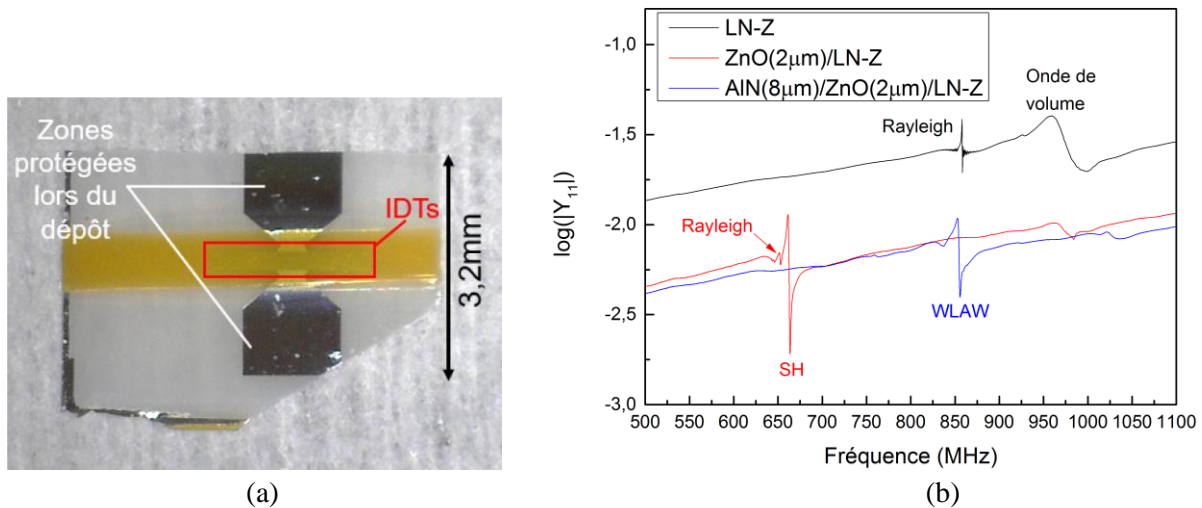 Zones
protégées
lors du
dépôt
IDTs
3,2mm
(a)
LN-Z
ZnO(2µm)/LN-Z
AlN(8µm)/ZnO(2µm)/LN-Z
Onde de
volume
Rayleigh
Rayleigh
WLAW
SH
log(|Y11|)
-1,0
-1,5
-2,0
-2,5
-3,0
500 550 600 650 700 750 800 850 900 950 1000 1050 1100
Fréquence (MHz)
(b)